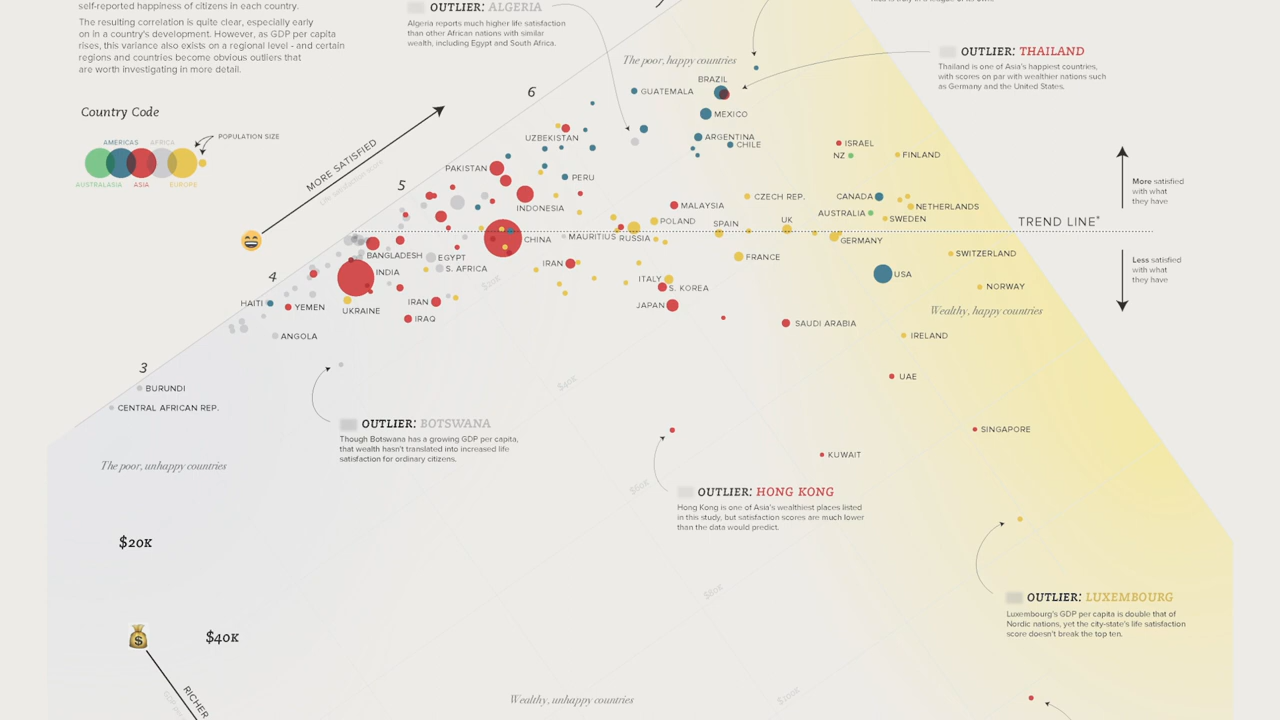 self-reported happiness of citizens in each country.
The resulting correlation is quite clear, especially early
on in a country's development. However, as GDP per capita
rises, this variance also exists on a regional level - and certain
regions and countries become obvious outliers that
are worth investigating in more detail.
OUTLIER: ALGERIA
Algeria reports much higher life satisfaction
than other African nations with similar
wealth, including Egypt and South Africa.
The poor, happy countries
OUTLIER: THAILAND
Thailand is one of Asia's happiest countries,
with scores on par with wealthier nations such
as Germany and the United States.
Country Code
AMERICAS
AFRICA
POPULATION SIZE
AUSTRALASIA
ASIA
EUROPE
MORE SATISFIED
6
5
4
3
BRAZIL
GUATEMALA
MEXICO
UZBEKISTAN
ARGENTINA
CHILE
ISRAEL
NZ
FINLAND
PAKISTAN
PERU
INDONESIA
MALAYSIA
CZECH REP.
CANADA
NETHERLANDS
AUSTRALIA
SWEDEN
POLAND
SPAIN
UK
CHINA
MAURITIUS
RUSSIA
GERMANY
TREND LINE*
More satisfied
with what
they have
Less satisfied
with what
they have
BANGLADESH
EGYPT
FRANCE
SWITZERLAND
INDIA
S. AFRICA
IRAN
USA
ITALY
S. KOREA
NORWAY
HAITI
YEMEN
UKRAINE
IRAN
JAPAN
Wealthy, happy countries
IRAQ
SAUDI ARABIA
ANGOLA
IRELAND
BURUNDI
UAE
CENTRAL AFRICAN REP.
$20K
$40K
$60K
$80K
$100K
OUTLIER: BOTSWANA
Though Botswana has a growing GDP per capita,
that wealth hasn't translated into increased life
satisfaction for ordinary citizens.
SINGAPORE
KUWAIT
The poor, unhappy countries
OUTLIER: HONG KONG
Hong Kong is one of Asia's wealthiest places listed
in this study, but satisfaction scores are much lower
than the data would predict.
$20K
OUTLIER: LUXEMBOURG
Luxembourg's GDP per capita is double that of
Nordic nations, yet the city-state's life satisfaction
score doesn't break the top ten.
$40K
RICHER
Wealthy, unhappy countries